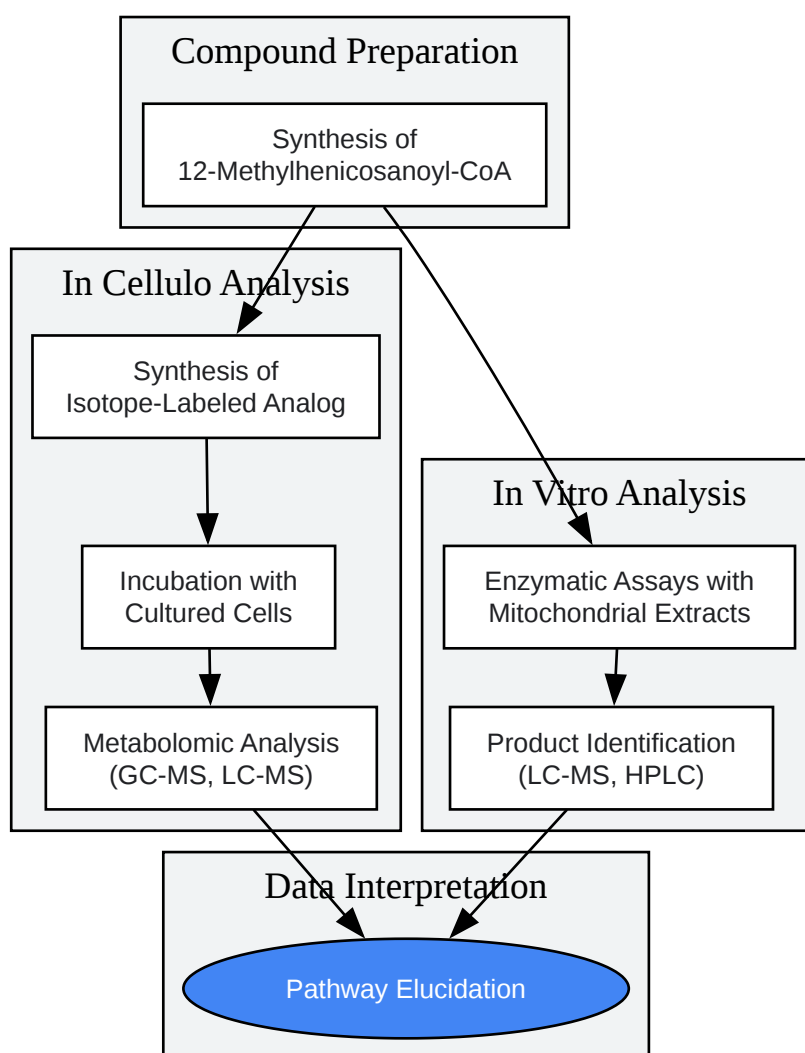 Compound Preparation
Synthesis of
12-Methylhenicosanoyl-CoA
In Cellulo Analysis
Synthesis of
Isotope-Labeled Analog
Incubation with
Cultured Cells
Metabolomic Analysis
(GC-MS, LC-MS)
In Vitro Analysis
Enzymatic Assays with
Mitochondrial Extracts
Product Identification
(LC-MS, HPLC)
Data Interpretation
Pathway Elucidation